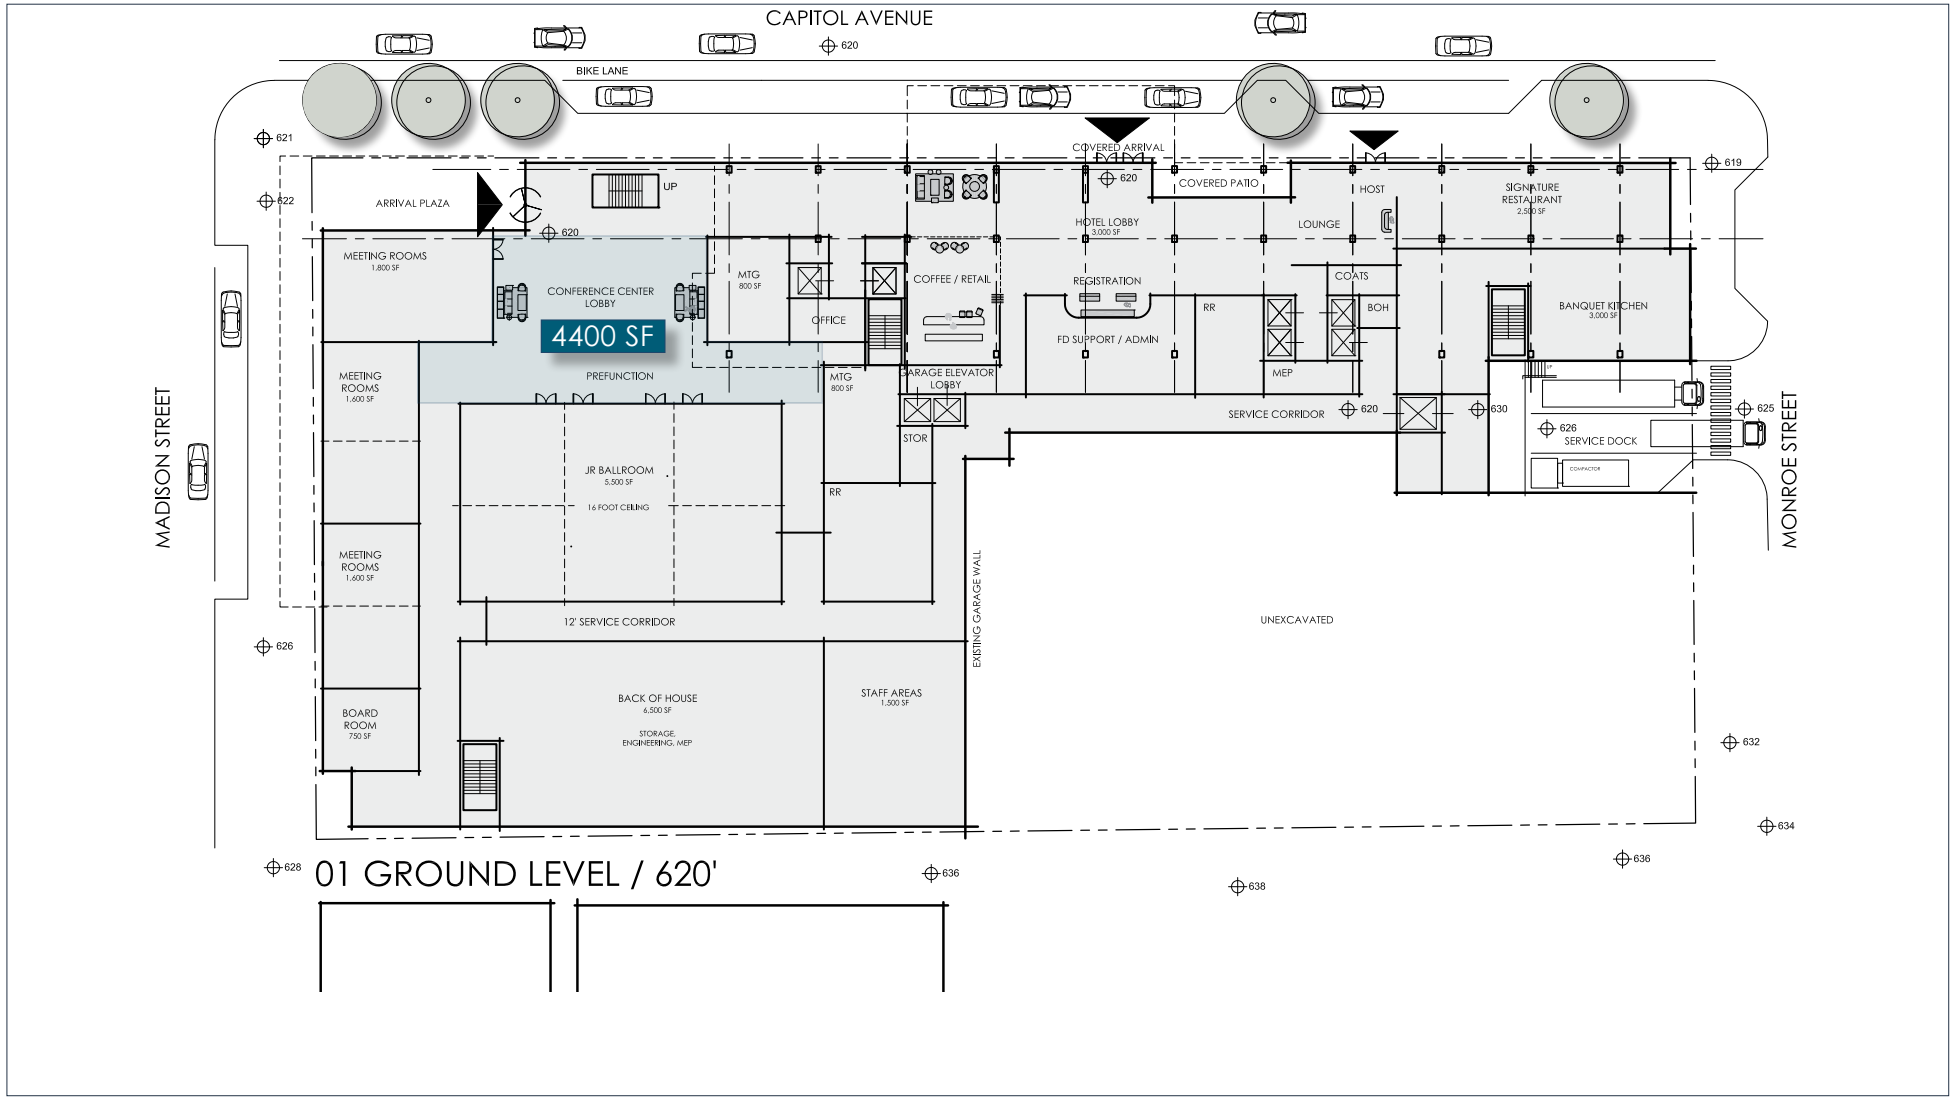 CAPITOL AVENUE
620
BIKE LANE
621
COVERED ARRIVAL
619
622
ARRIVAL PLAZA
UP
620
COVERED PATIO
HOST
SIGNATURE
RESTAURANT
2,500 SF
620
HOTEL LOBBY
3,000 SF
LOUNGE
MEETING ROOMS
1,800 SF
MTG
800 SF
COFFEE / RETAIL
REGISTRATION
COATS
CONFERENCE CENTER
LOBBY
4400 SF
OFFICE
RR
BOH
BANQUET KITCHEN
3,000 SF
FD SUPPORT / ADMIN
PREFUNCTION
MEETING
ROOMS
1,600 SF
MTG
800 SF
GARAGE ELEVATOR
LOBBY
MEP
UP
SERVICE CORRIDOR
620
630
625
626
SERVICE DOCK
STOR
COMPACTOR
MADISON STREET
MONROE STREET
JR BALLROOM
5,500 SF
16 FOOT CEILING
RR
MEETING
ROOMS
1,600 SF
EXISTING GARAGE WALL
12' SERVICE CORRIDOR
UNEXCAVATED
626
BACK OF HOUSE
6,500 SF
STORAGE,
ENGINEERING, MEP
STAFF AREAS
1,500 SF
BOARD
ROOM
750 SF
632
634
628
01 GROUND LEVEL / 620'
636
638
636